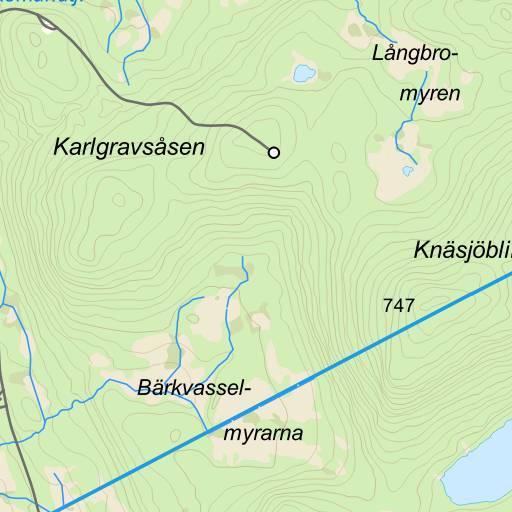 Långbro-
myren
Karlgravsåsen
Knäsjöbli
747
Bärkvassel-
myrarna